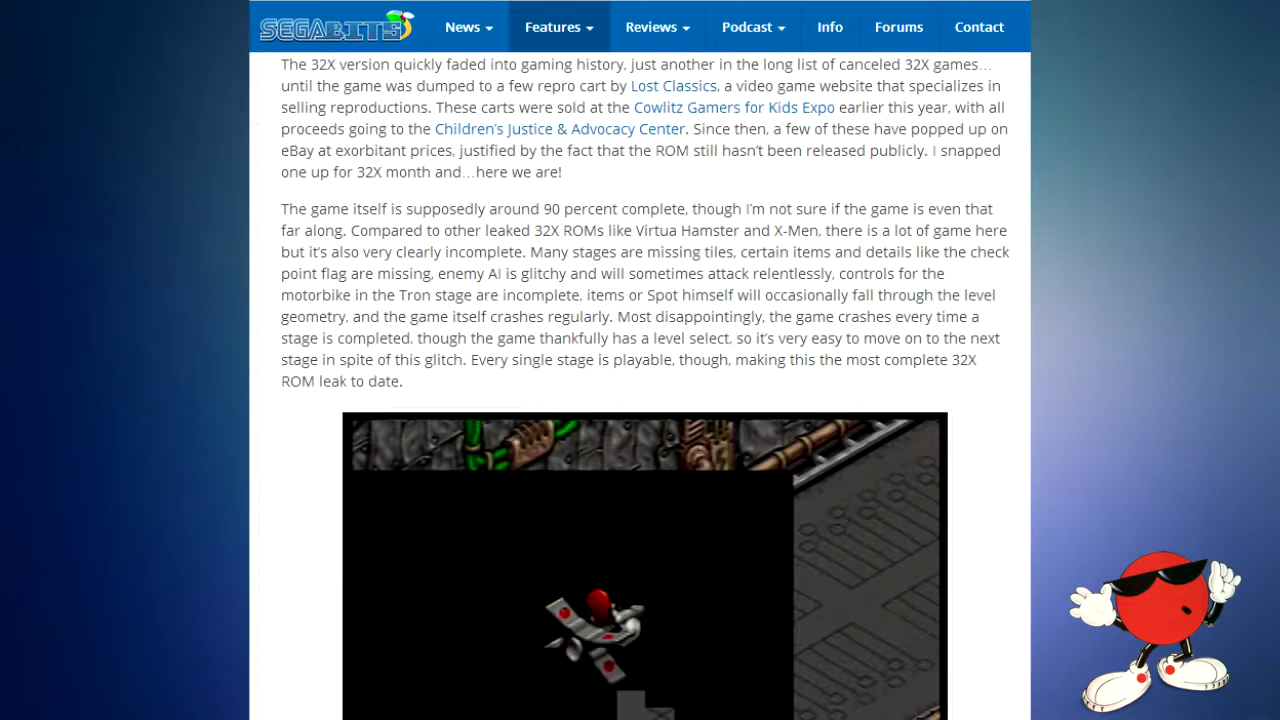 SEGABITS News Features Reviews Podcast Info Forums Contact
The 32X version quickly faded into gaming history, just another in the long list of canceled 32X games…
until the game was dumped to a few repro cart by Lost Classics, a video game website that specializes in
selling reproductions. These carts were sold at the Cowlitz Gamers for Kids Expo earlier this year, with all
proceeds going to the Children’s Justice & Advocacy Center. Since then, a few of these have popped up on
eBay at exorbitant prices, justified by the fact that the ROM still hasn’t been released publicly. I snapped
one up for 32X month and…here we are!
The game itself is supposedly around 90 percent complete, though I’m not sure if the game is even that
far along. Compared to other leaked 32X ROMs like Virtua Hamster and X-Men, there is a lot of game here
but it’s also very clearly incomplete. Many stages are missing tiles, certain items and details like the check
point flag are missing, enemy AI is glitchy and will sometimes attack relentlessly, controls for the
motorbike in the Tron stage are incomplete, items or Spot himself will occasionally fall through the level
geometry, and the game itself crashes regularly. Most disappointingly, the game crashes every time a
stage is completed, though the game thankfully has a level select, so it’s very easy to move on to the next
stage in spite of this glitch. Every single stage is playable, though, making this the most complete 32X
ROM leak to date.